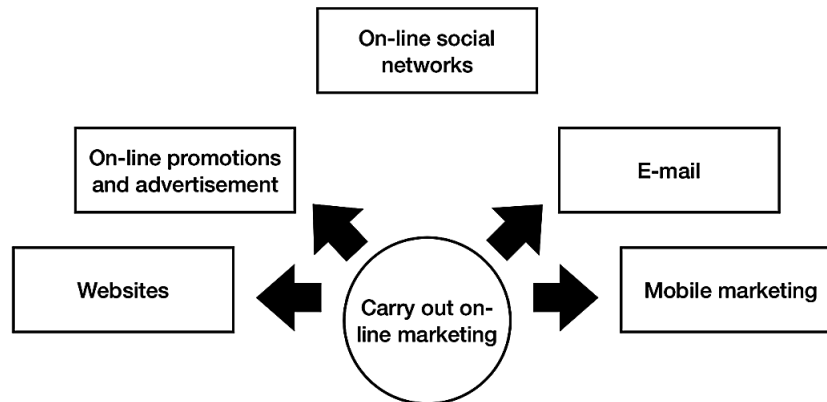 On-line social
networks
On-line promotions
and advertisement
E-mail
Websites
Carry out on-
line marketing
Mobile marketing